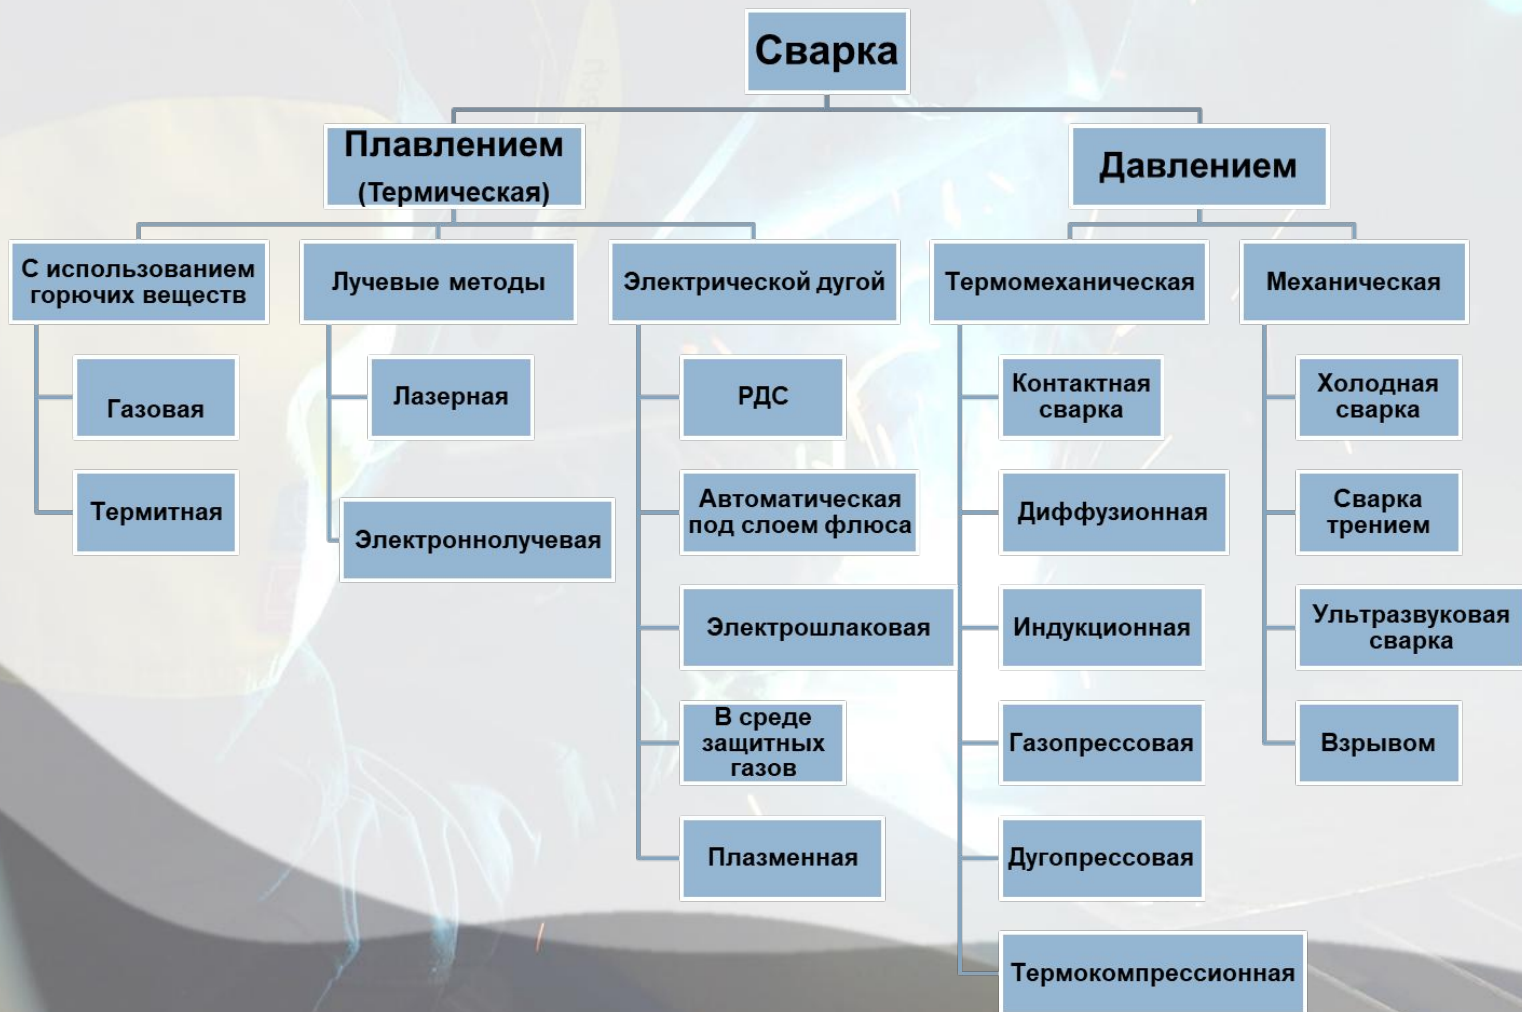 Сварка
Плавлением
(Термическая)
Давлением
С использованием
горючих веществ
Лучевые методы
Электрической дугой
Термомеханическая
Механическая
Газовая
Термитная
Лазерная
Электроннолучевая
РДС
Автоматическая
под слоем флюса
Электрошлаковая
В среде
защитных
газов
Плазменная
Контактная
сварка
Диффузионная
Индукционная
Газопрессовая
Дугопрессовая
Термокомпрессионная
Холодная
сварка
Сварка
трением
Ультразвуковая
сварка
Взрывом